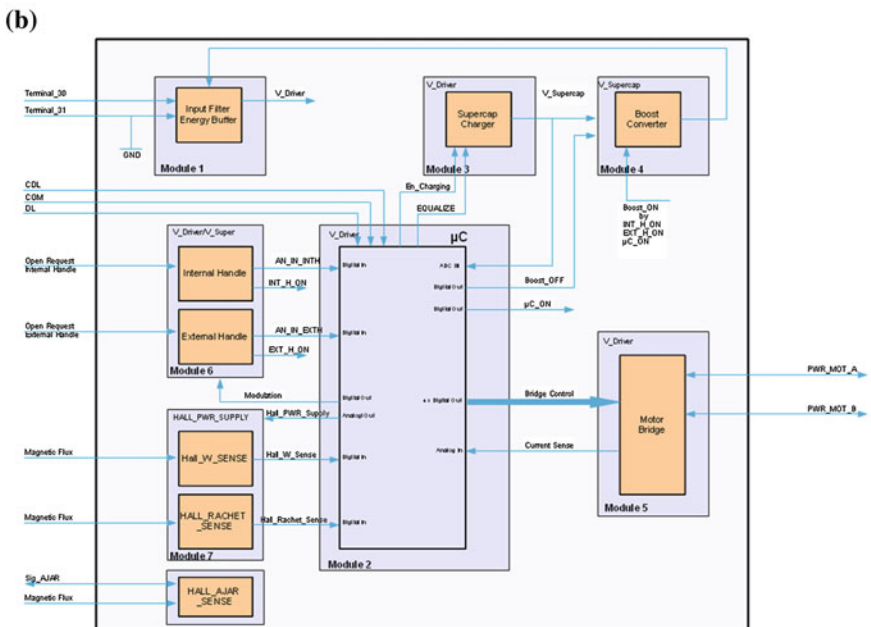 (b)
Terminal_30
Terminal_31
GND
Input Filter
Energy Buffer
V_Driver
Module 1
V_Driver
Supercap
Charger
Module 3
V_Supercap
V_Supercap
Boost
Converter
Module 4
En_Charging
EQUALIZE
Boost_ON
by
INT_H_ON
EXT_H_ON
µC_ON
CDL
COM
DL
V_Driver/V_Super
Open Request
Internal Handle
Internal Handle
AN_IN_INTH
INT_H_ON
Open Request
External Handle
External Handle
AN_IN_EXTH
EXT_H_ON
Module 6
Modulation
V_Driver
µC
Digital In
ADC IN
Digital Out
Boost_OFF
Digital Out
µC_ON
Digital In
Digital Out
Analog Out
4x Digital Out
Bridge Control
Digital In
Analog In
Current Sense
Digital In
Module 2
V_Driver
Motor
Bridge
Module 5
PWR_MOT_A
PWR_MOT_B
HALL_PWR_SUPPLY
Hall_PWR_Supply
Magnetic Flux
Hall_W_SENSE
Hall_W_Sense
Magnetic Flux
HALL_RACHET
_SENSE
Hall_Rachet_Sense
Module 7
Sig_AJAR
Magnetic Flux
HALL_AJAR
_SENSE